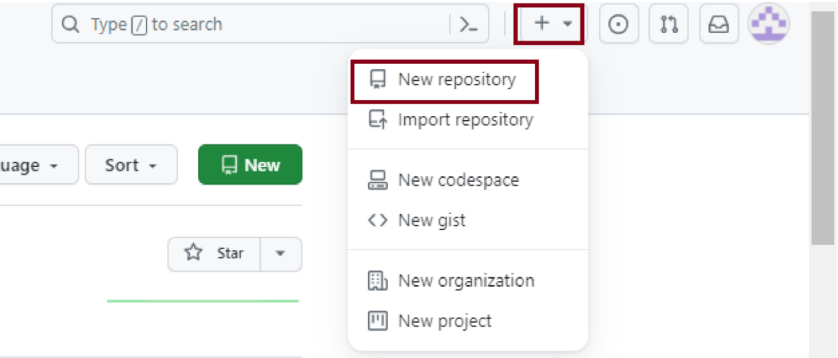 Type / to search
New repository
Import repository
uage Sort New
New codespace
New gist
Star
New organization
New project